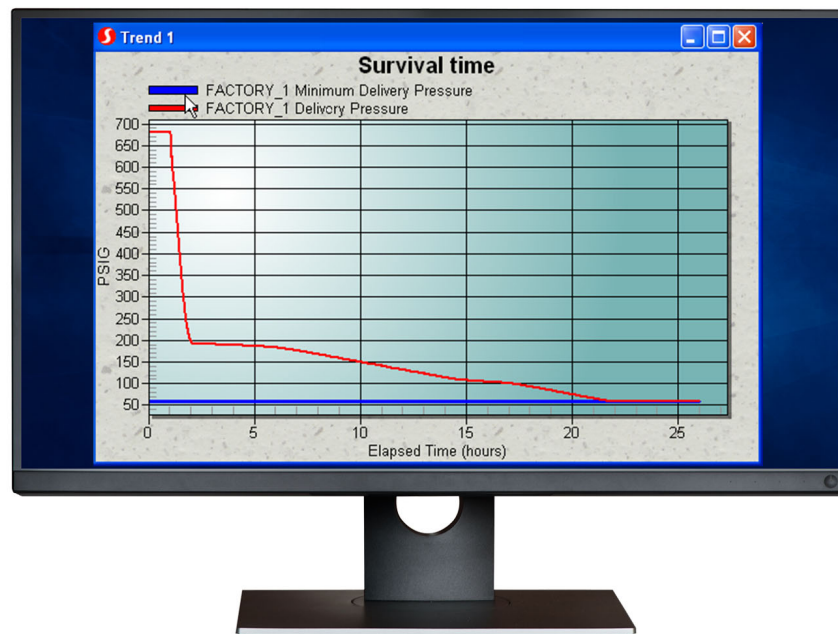 Trend 1
Survival time
FACTORY_1 Minimum Delivery Pressure
FACTORY_1 Delivery Pressure
700
650
600
550
500
450
400
350
300
250
200
150
100
50
PSIG
0 5 10 15 20 25
Elapsed Time (hours)